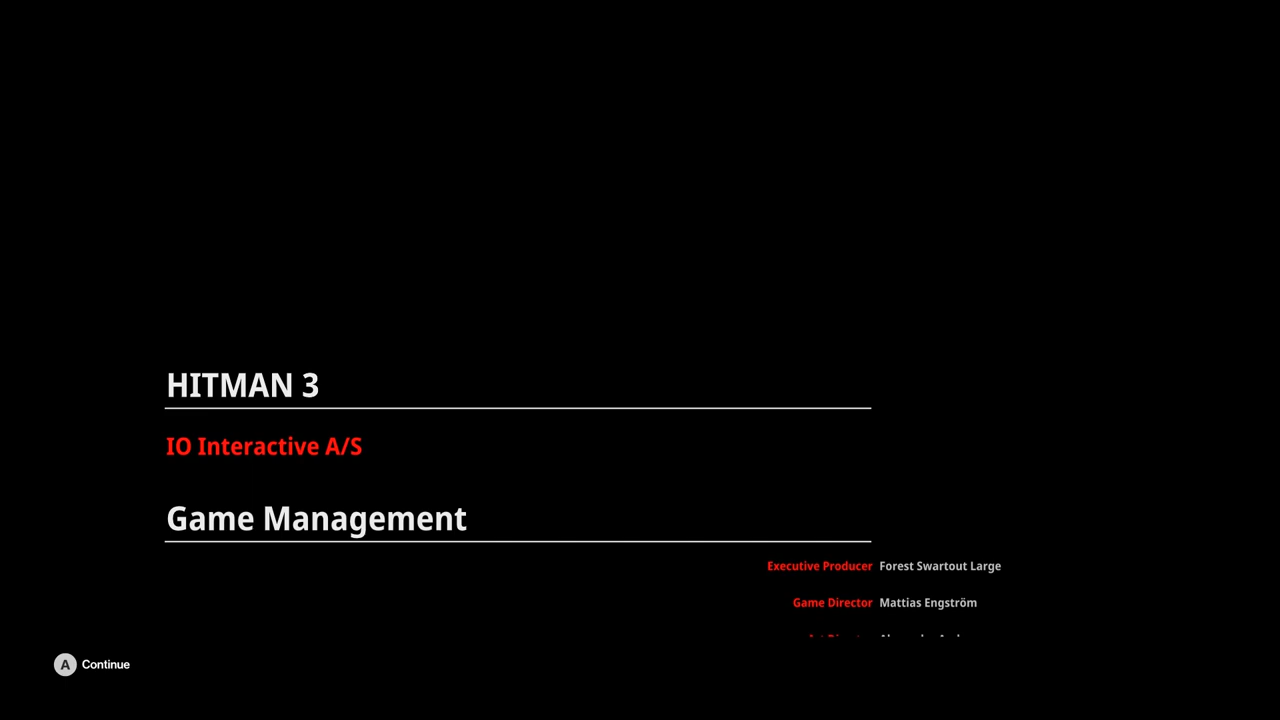 HITMAN 3
IO Interactive A/S
Game Management
Executive Producer Forest Swartout Large
Game Director Mattias Engström
A Continue